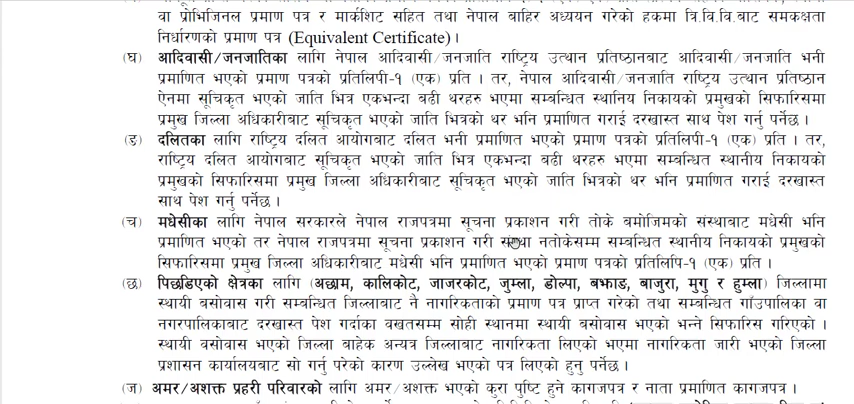 वा प्रोभिजिनल प्रमाण पत्र र मार्कशिट सहित तथा नेपाल बाहिर अध्ययन गरेको हकमा त्रि.वि.वि.बाट समकक्षता
निर्धारणको प्रमाण पत्र (Equivalent Certificate)।
(घ) आदिवासी/जनजातिका लागि नेपाल आदिवासी/जनजाति राष्ट्रिय उत्थान प्रतिष्ठानबाट आदिवासी/जनजाति भनी
प्रमाणित भएको प्रमाण पत्रको प्रतिलिपी-१ (एक) प्रति । तर, नेपाल आदिवासी/जनजाति राष्ट्रिय उत्थान प्रतिष्ठान
ऐनमा सूचिकृत भएको जाति भित्र एकभन्दा बढी थरहरु भएमा सम्बन्धित स्थानिय निकायको प्रमुखको सिफारिसमा
प्रमुख जिल्ला अधिकारीबाट सूचिकृत भएको जाति भित्रको थर भनि प्रमाणित गराई दरखास्त साथ पेश गर्नु पर्नेछ ।
(ङ) दलितका लागि राष्ट्रिय दलित आयोगबाट दलित भनी प्रमाणित भएको प्रमाण पत्रको प्रतिलिपी-१ (एक) प्रति । तर,
राष्ट्रिय दलित आयोगबाट सूचिकृत भएको जाति भित्र एकभन्दा बढी थरहरु भएमा सम्बन्धित स्थानीय निकायको
प्रमुखको सिफारिसमा प्रमुख जिल्ला अधिकारीबाट सूचिकृत भएको जाति भित्रको थर भनि प्रमाणित गराई दरखास्त
साथ पेश गर्नु पर्नेछ ।
(च) मधेसीका लागि नेपाल सरकारले नेपाल राजपत्रमा सूचना प्रकाशन गरी तोके बमोजिमको संस्थाबाट मधेसी भनि
प्रमाणित भएको तर नेपाल राजपत्रमा सूचना प्रकाशन गरी संस्था नतोकेसम्म सम्बन्धित स्थानीय निकायको प्रमुखको
सिफारिसमा प्रमुख जिल्ला अधिकारीबाट मधेसी भनि प्रमाणित भएको प्रमाण पत्रको प्रतिलिपि-१ (एक) प्रति ।
(छ) पिछडिएको क्षेत्रका लागि (अछाम, कालिकोट, जाजरकोट, जुम्ला, डोल्पा, बझाङ, बाजुरा, मुगु र हुम्ला) जिल्लामा
स्थायी बसोवास गरी सम्बन्धित जिल्लाबाट नै नागरिकताको प्रमाण पत्र प्राप्त गरेको तथा सम्बन्धित गाँउपालिका वा
नगरपालिकाबाट दरखास्त पेश गर्दाका वखतसम्म सोही स्थानमा स्थायी बसोवास भएको भन्ने सिफारिस गरिएको ।
स्थायी बसोवास भएको जिल्ला बाहेक अन्यत्र जिल्लाबाट नागरिकता लिएको भएमा नागरिकता जारी भएको जिल्ला
प्रशासन कार्यालयबाट सो गर्नु परेको कारण उल्लेख भएको पत्र लिएको हुनु पर्नेछ ।
(ज) अमर/अशक्त प्रहरी परिवारको लागि अमर/अशक्त भएको कुरा पुष्टि हुने कागजपत्र र नाता प्रमाणित कागजपत्र ।